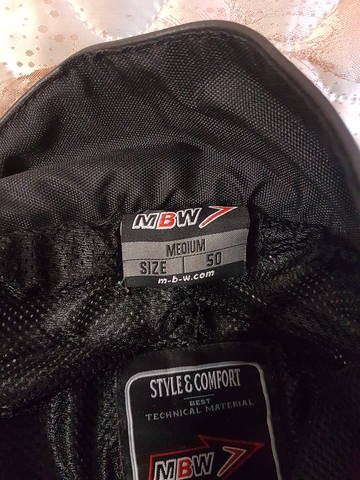 MBW
MEDIUM
SIZE 50
m-b-w.com
STYLE & COMFORT
BEST
TECHNICAL MATERIAL
MBW